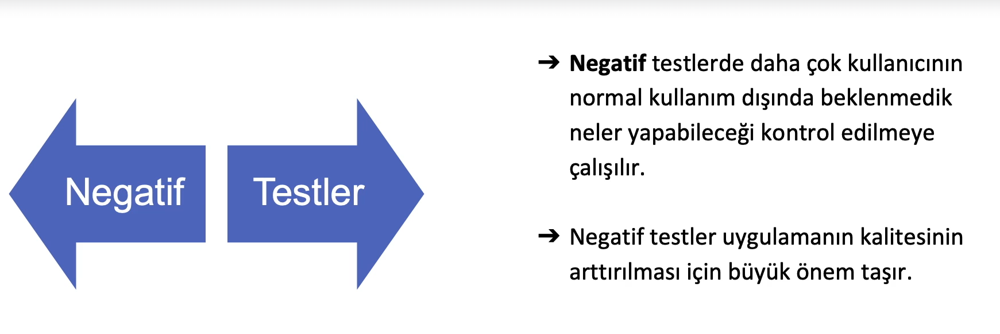 Negatif Testler
➔ Negatif testlerde daha çok kullanıcının
normal kullanım dışında beklenmedik
neler yapabileceği kontrol edilmeye
çalışılır.
➔ Negatif testler uygulamanın kalitesinin
arttırılması için büyük önem taşır.